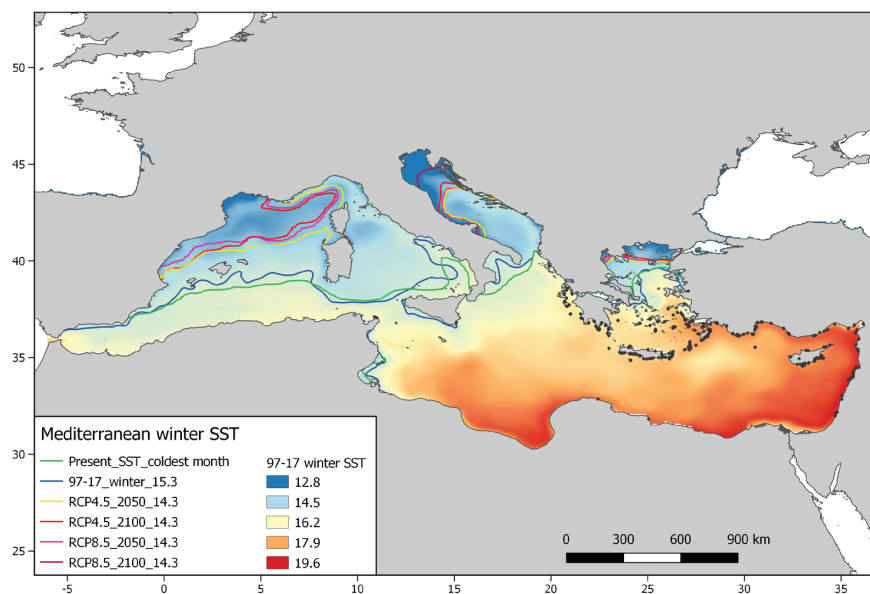 50
45
40
35
30
25
Mediterranean winter SST
Present_SST_coldest month
97-17_winter_15.3
RCP4.5_2050_14.3
RCP4.5_2100_14.3
RCP8.5_2050_14.3
RCP8.5_2100_14.3
97-17 winter SST
12.8
14.5
16.2
17.9
19.6
0 300 600 900 km
-5 0 5 10 15 20 25 30 35